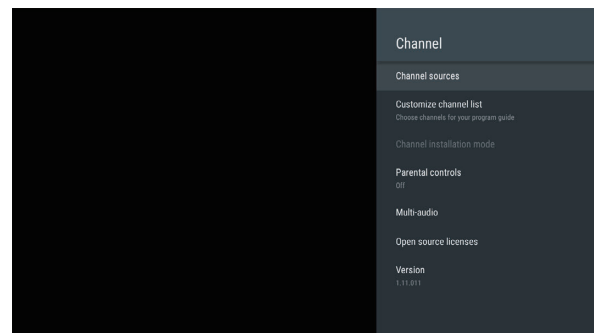 Channel
Channel sources
Customize channel list
Choose channels for your program guide
Channel installation mode
Parental controls
Off
Multi-audio
Open source licenses
Version
1.11.011